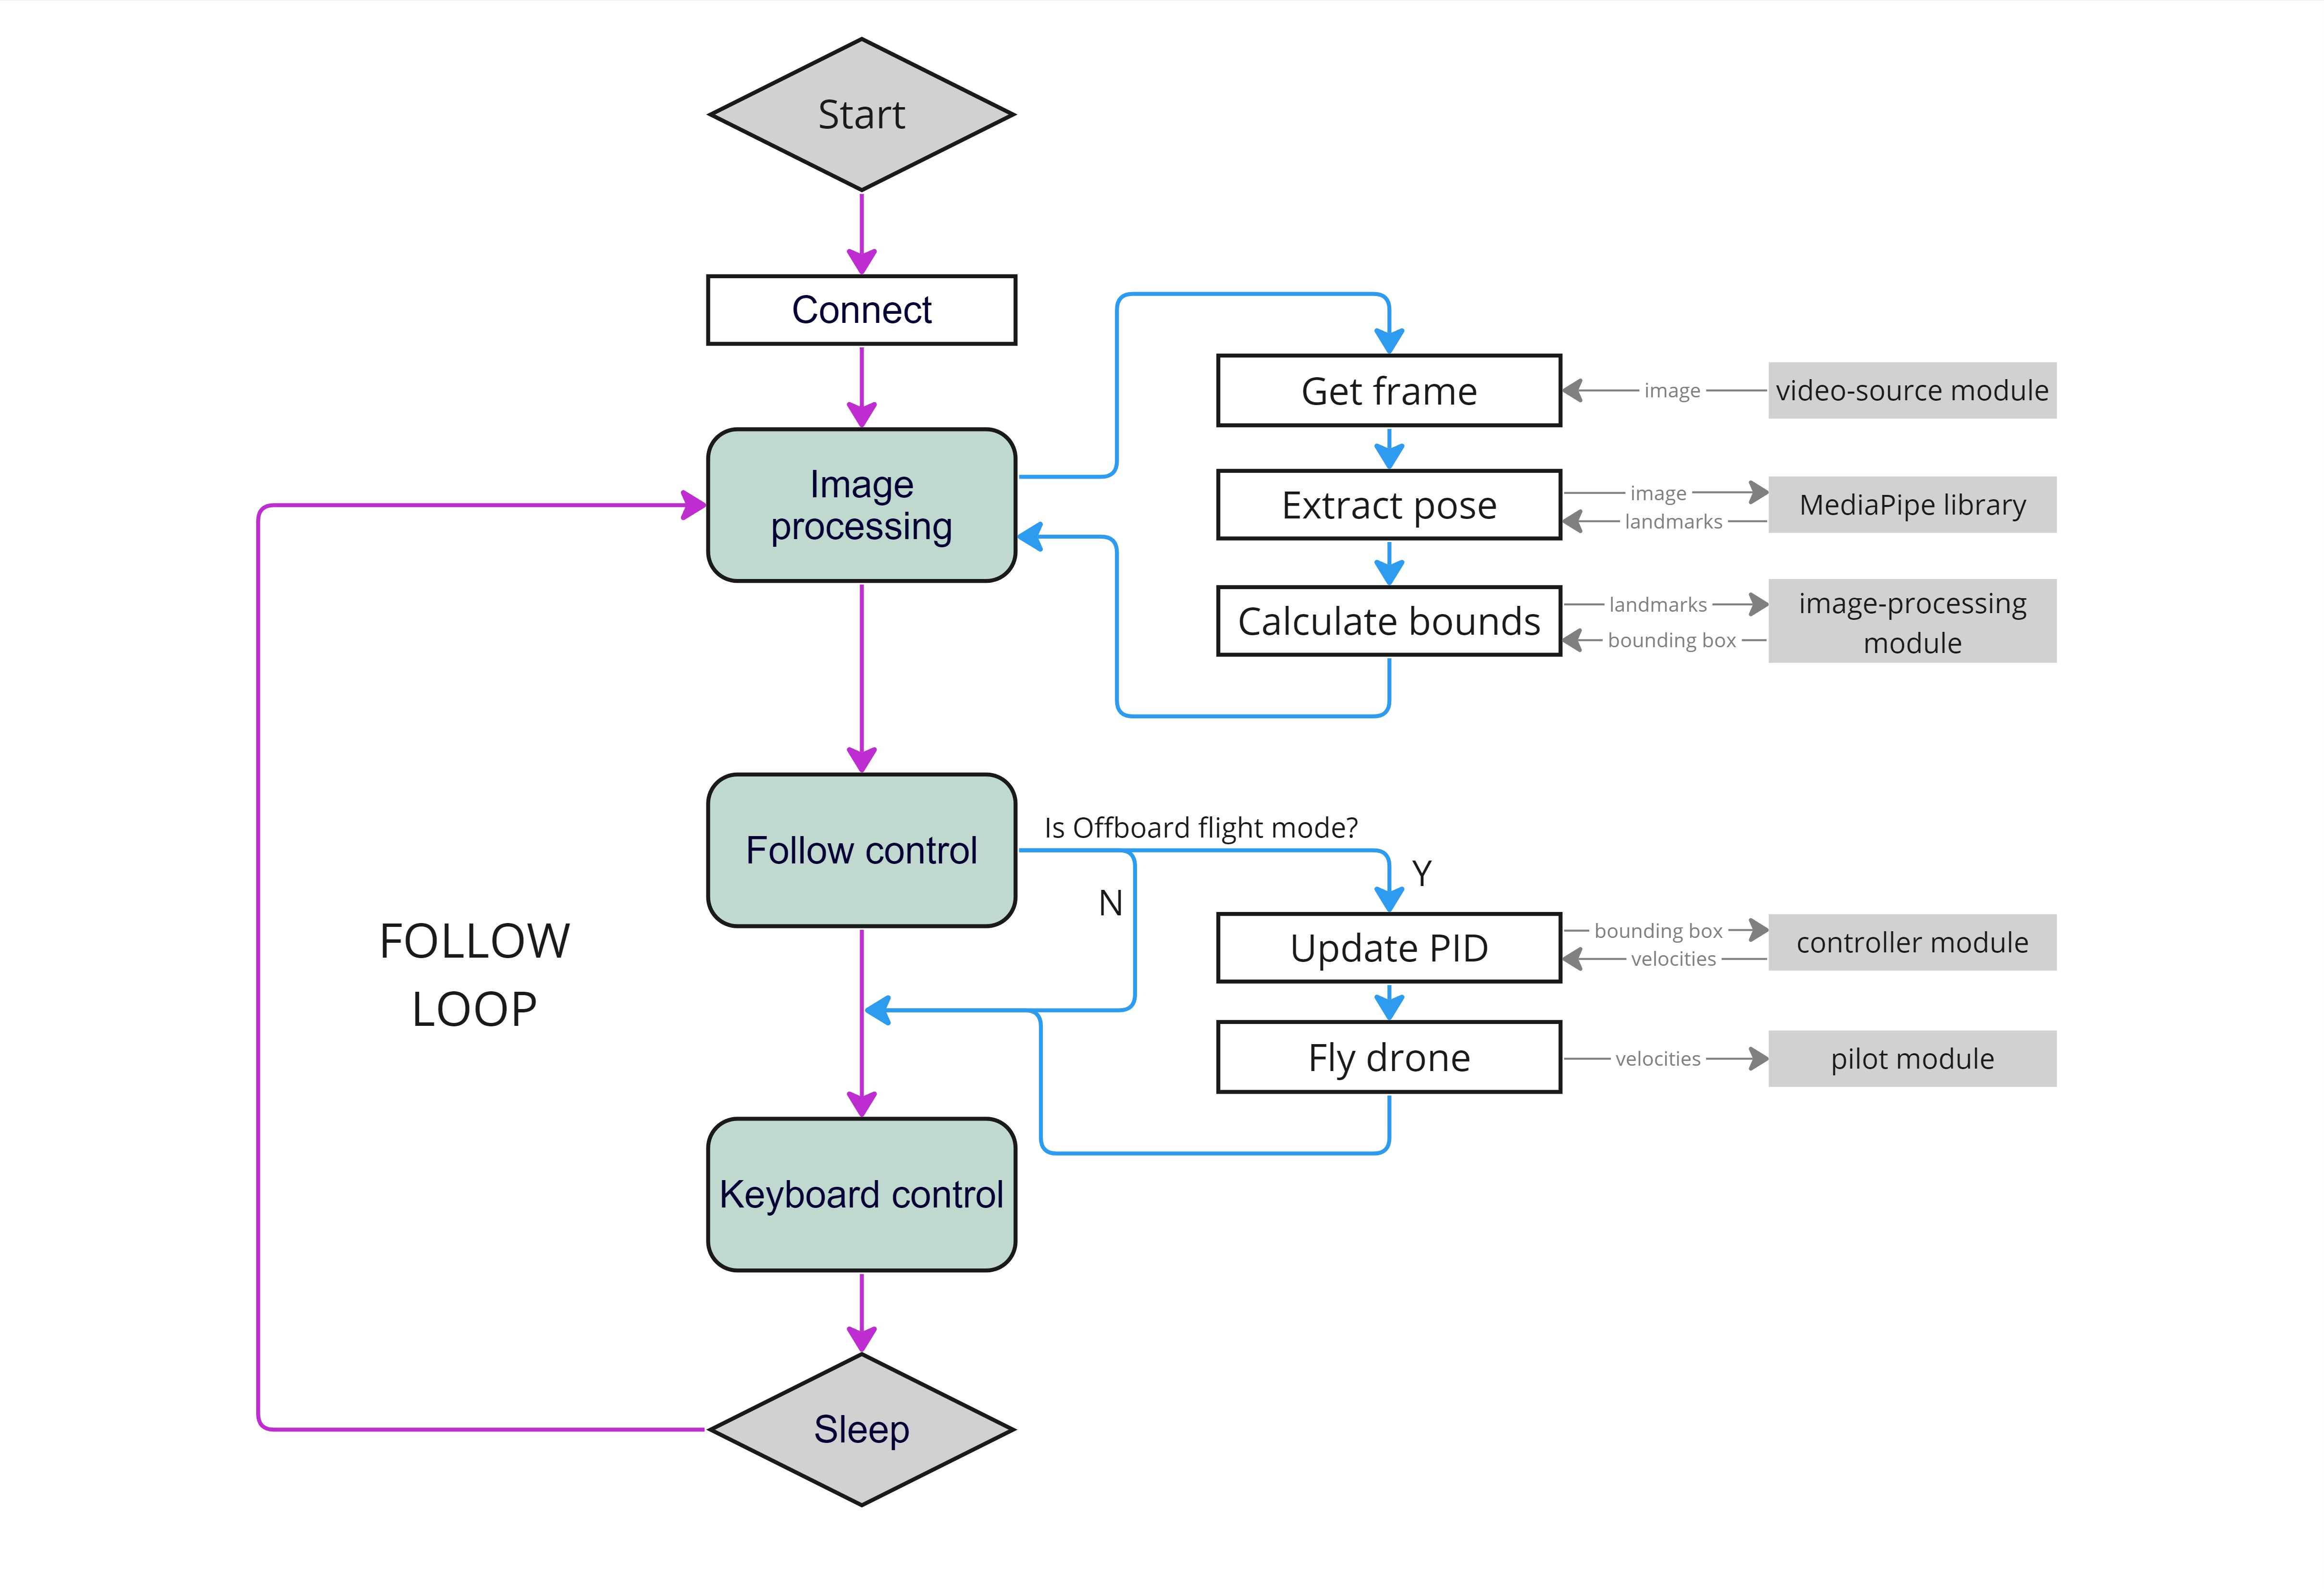 Start
Connect
Image
processing
Get frame
image
video-source module
Extract pose
image
landmarks
MediaPipe library
Calculate bounds
landmarks
bounding box
image-processing
module
Follow control
Is Offboard flight mode?
Y
N
Update PID
bounding box
velocities
controller module
Fly drone
velocities
pilot module
FOLLOW
LOOP
Keyboard control
Sleep